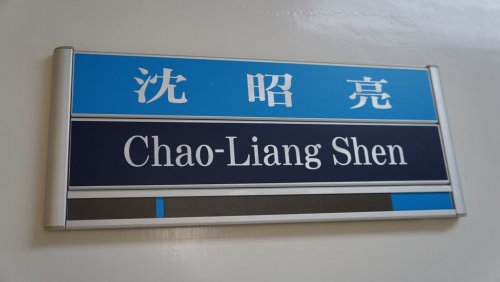 沈昭亮
Chao-Liang Shen